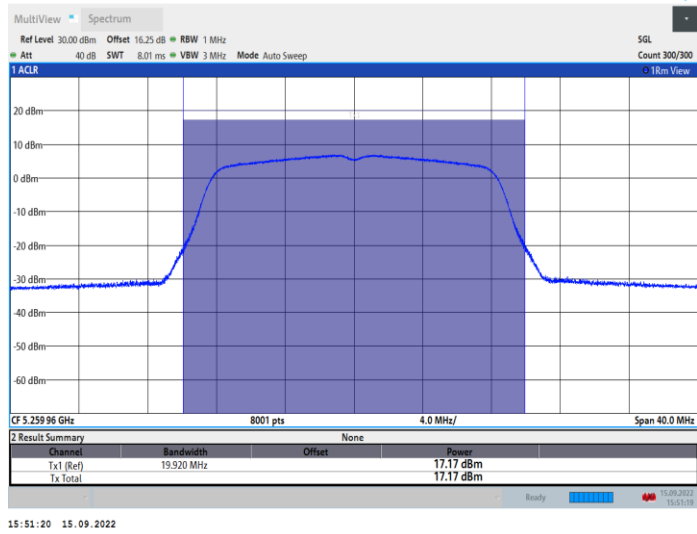 MultiView Spectrum
Ref Level 30.00 dBm Offset 16.25 dB RBW 1 MHz SGL
Att 40 dB SWT 8.01 ms VBW 3 MHz Mode Auto Sweep Count 300/300
1 ACLR 1Rm View
20 dBm
10 dBm
0 dBm
-10 dBm
-20 dBm
-30 dBm
-40 dBm
-50 dBm
-60 dBm
CF 5.259 96 GHz 8001 pts 4.0 MHz/ Span 40.0 MHz
2 Result Summary None
Channel Bandwidth Offset Power
Tx1 (Ref) 19.920 MHz 17.17 dBm
Tx Total 17.17 dBm
Ready 15.09.2022
15:51:19
15:51:20 15.09.2022